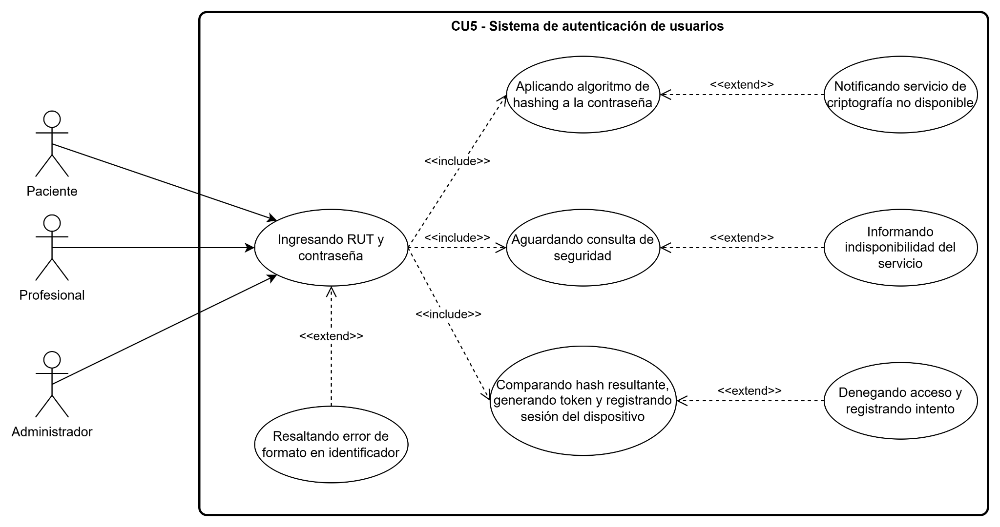 CU5 - Sistema de autenticación de usuarios
Paciente
Profesional
Administrador
Ingresando RUT y
contraseña
<<extend>>
Resaltando error de
formato en identificador
<<include>>
<<include>>
<<include>>
Aplicando algoritmo de
hashing a la contraseña
<<extend>>
Notificando servicio de
criptografía no disponible
Aguardando consulta de
seguridad
<<extend>>
Informando
indisponibilidad del
servicio
Comparando hash resultante,
generando token y registrando
sesión del dispositivo
<<extend>>
Denegando acceso y
registrando intento